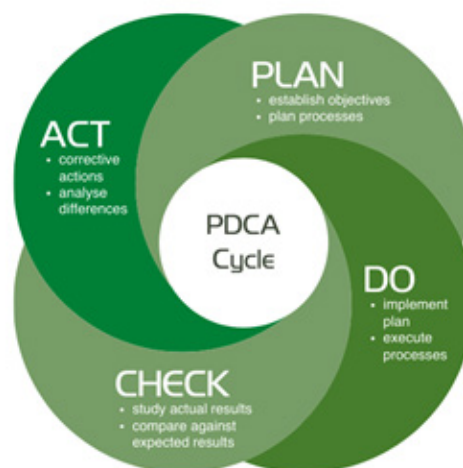 PLAN
• establish objectives
• plan processes
ACT
• corrective
actions
• analyse
differences
PDCA
Cycle
DO
• implement
plan
• execute
processes
CHECK
• study actual results
• compare against
expected results